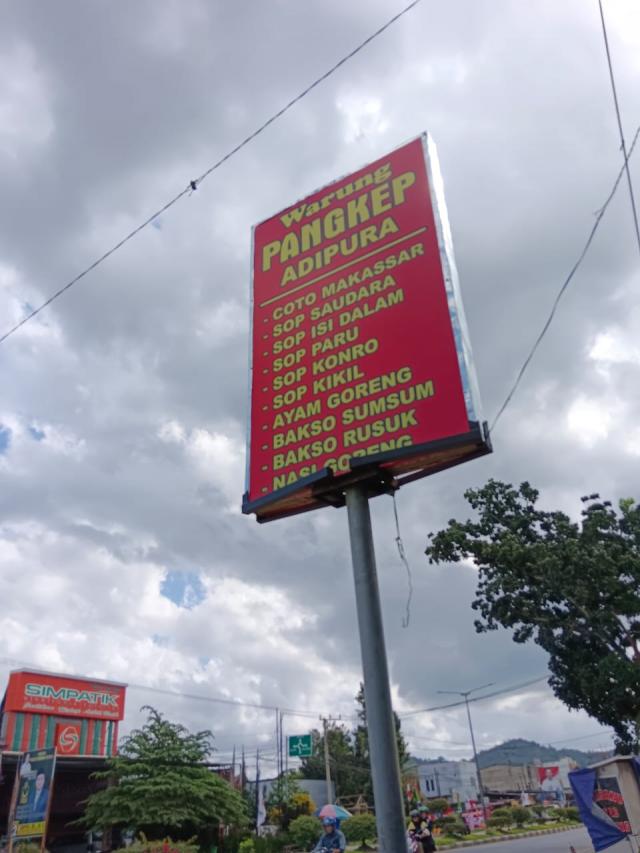 Warung
PANGKEP
ADIPURA
- COTO MAKASSAR
- SOP SAUDARA
- SOP ISI DALAM
- SOP PARU
- SOP KONRO
- SOP KIKIL
- AYAM GORENG
- BAKSO SUMSUM
- BAKSO RUSUK
- NASI GORENG
SIMPATIK